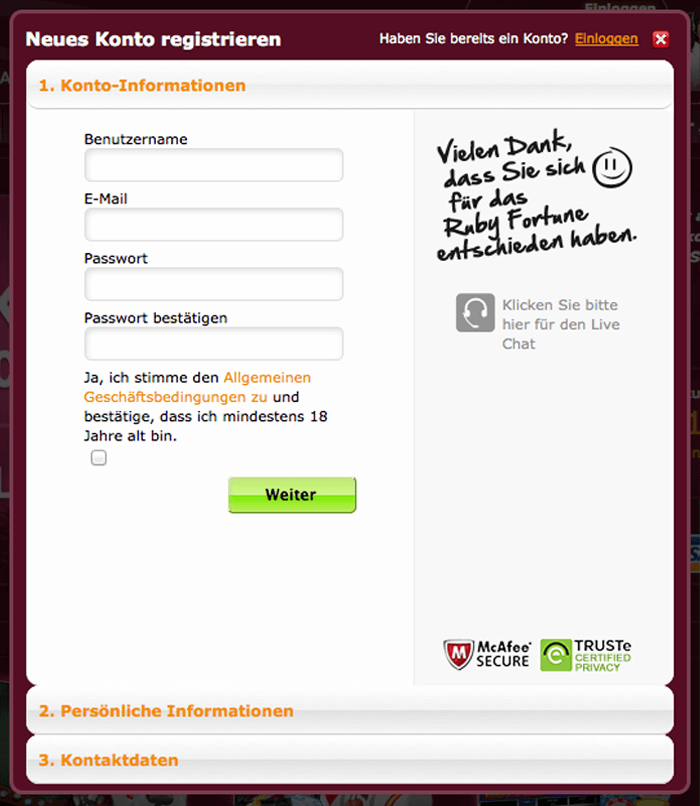 Einloggen
Neues Konto registrieren
Haben Sie bereits ein Konto? Einloggen
1. Konto-Informationen
Benutzername
E-Mail
Passwort
Passwort bestätigen
Ja, ich stimme den Allgemeinen
Geschäftsbedingungen zu und
bestätige, dass ich mindestens 18
Jahre alt bin.
Weiter
Vielen Dank,
dass Sie sich
für das
Ruby Fortune
entschieden haben.
Klicken Sie bitte
hier für den Live
Chat
McAfee
SECURE
TRUSTe
CERTIFIED
PRIVACY
2. Persönliche Informationen
3. Kontaktdaten